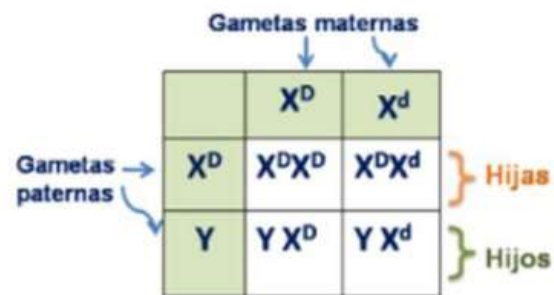 Gametas maternas
X^D X^d
Gametas paternas
X^D X^DX^D X^DX^d Hijas
Y Y X^D Y X^d Hijos